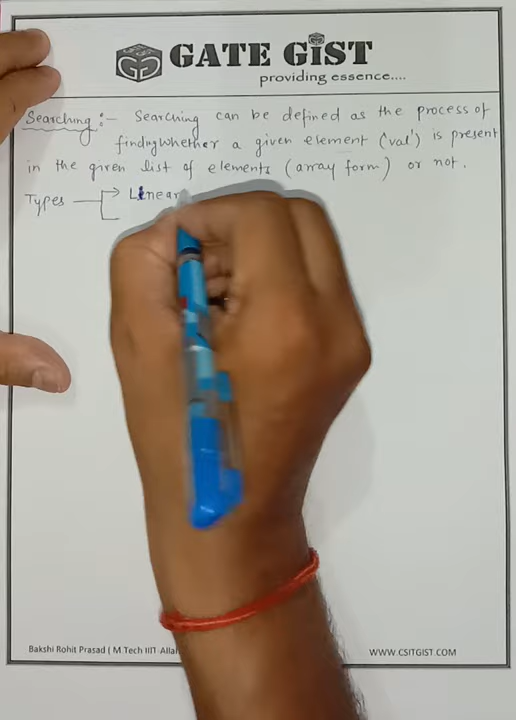 GATE GIST
providing essence....
Searching :- Searching can be defined as the process of
finding whether a given element ('val') is present
in the given list of elements (array form) or not.
Types Linear
Bakshi Rohit Prasad ( M Tech IIIT-Allah
WWW.CSITGIST.COM